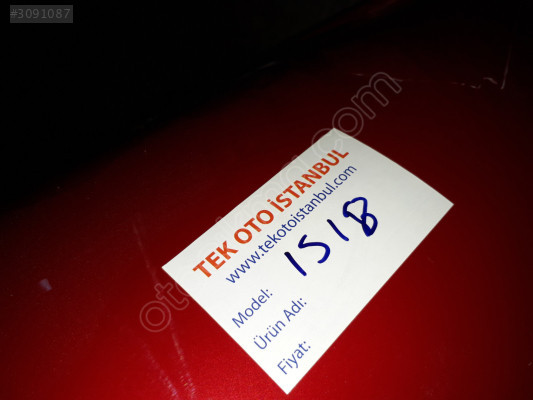 #3091087
TEK OTO İSTANBUL
www.tekotoistanbul.com
Model: 1518
Ürün Adı:
Fiyat: